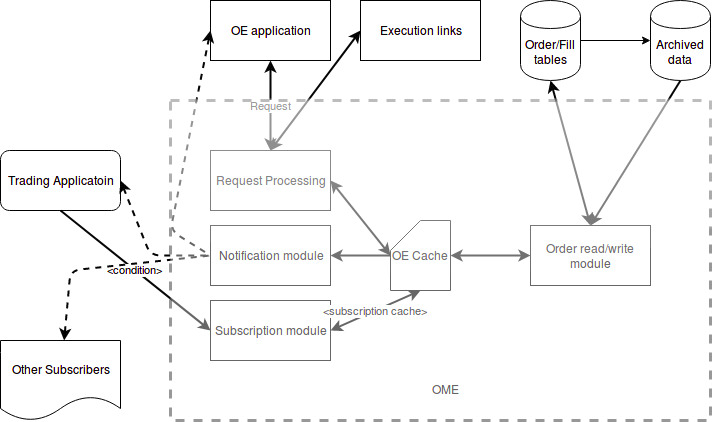 OE application
Execution links
Order/Fill
tables
Archived
data
Request
Trading Applicatoin
Request Processing
Notification module
OE Cache
Order read/write
module
<condition>
Subscription module
<subscription cache>
Other Subscribers
OME